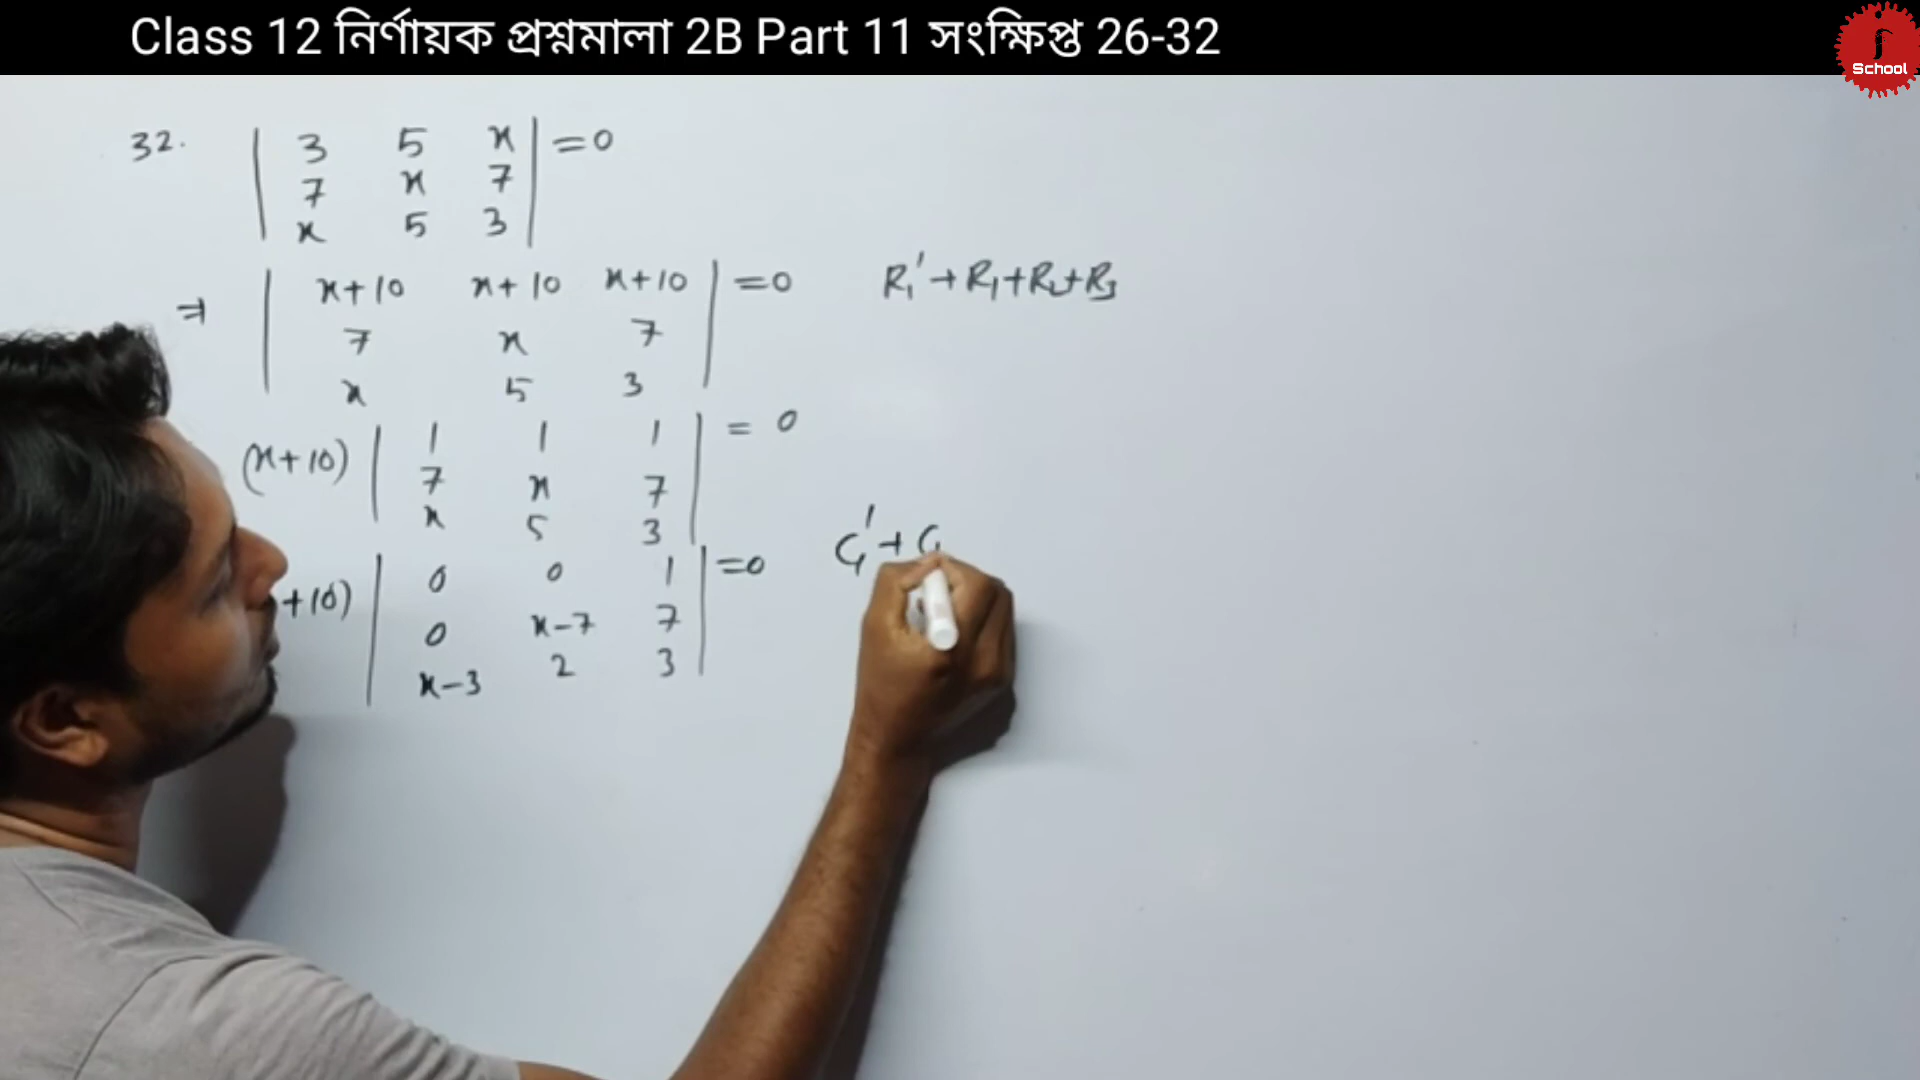 Class 12 নির্ণায়ক প্রশ্নমালা 2B Part 11 সংক্ষিপ্ত 26-32
School
32. | 3 5 x | = 0
| 7 x 7 |
| x 5 3 |
⇒ | x+10 x+10 x+10 | = 0 R₁' → R₁+R₂+R₃
| 7 x 7 |
| x 5 3 |
(x+10) | 1 1 1 | = 0
| 7 x 7 |
| x 5 3 |
+10) | 0 0 1 | = 0 C₁' → C₁
| 0 x-7 7 |
| x-3 2 3 |